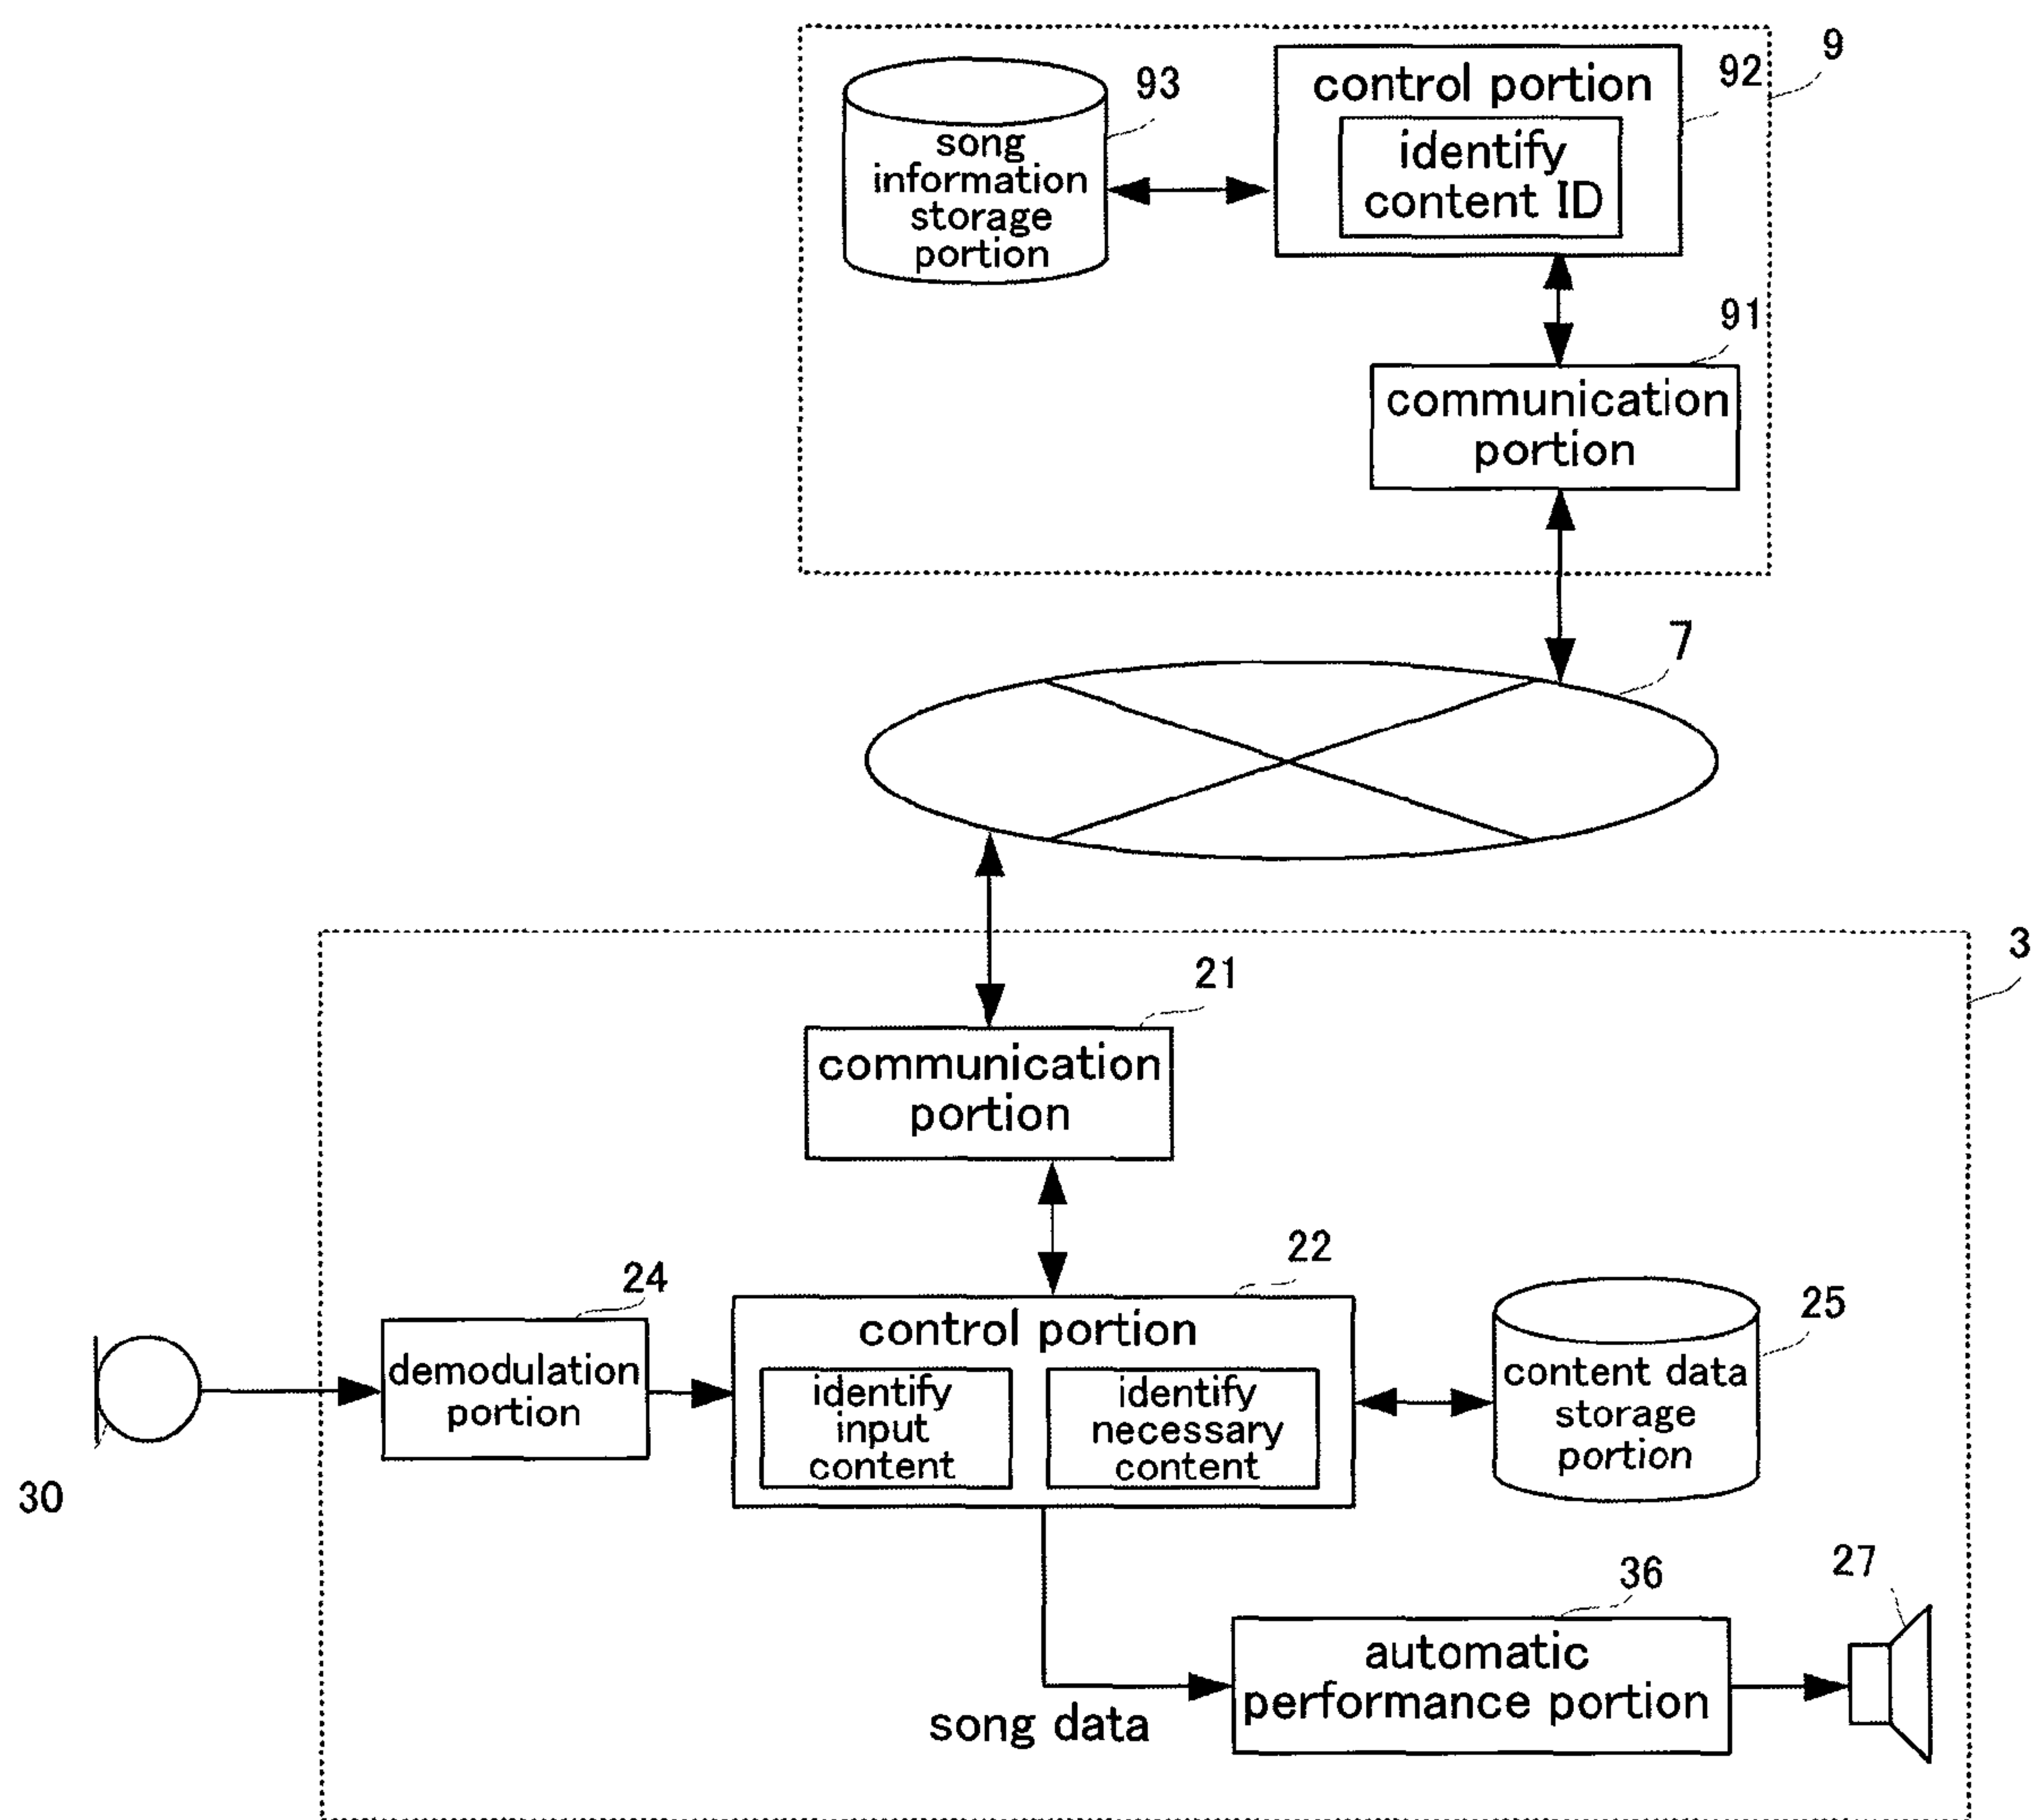 9
93
92
control portion
identify
content ID
song
information
storage
portion
91
communication
portion
7
3
21
communication
portion
22
24
25
control portion
demodulation
portion
identify
input
content
identify
necessary
content
content data
storage
portion
30
36
27
automatic
performance portion
song data